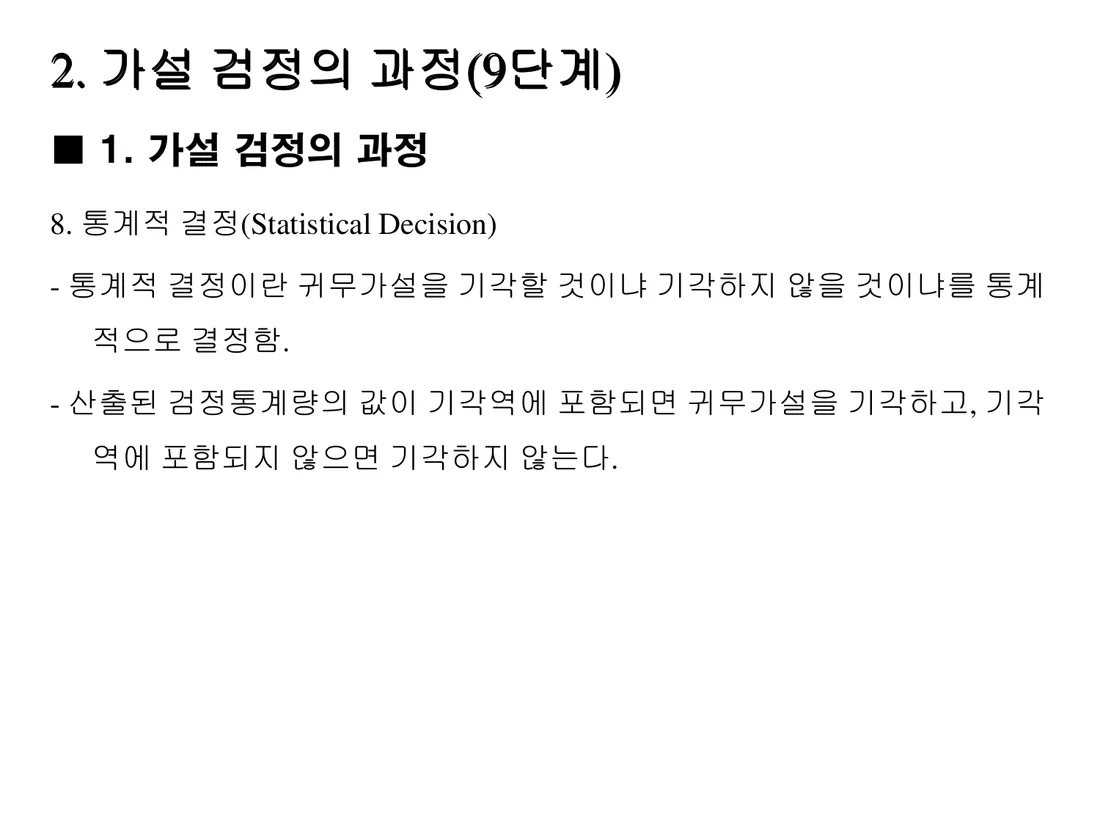 2. 가설 검정의 과정(9단계)
■ 1. 가설 검정의 과정
8. 통계적 결정(Statistical Decision)
- 통계적 결정이란 귀무가설을 기각할 것이냐 기각하지 않을 것이냐를 통계
적으로 결정함.
- 산출된 검정통계량의 값이 기각역에 포함되면 귀무가설을 기각하고, 기각
역에 포함되지 않으면 기각하지 않는다.